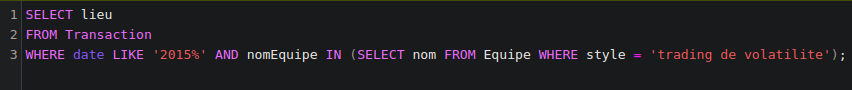 1 SELECT lieu
2 FROM Transaction
3 WHERE date LIKE '2015%' AND nomEquipe IN (SELECT nom FROM Equipe WHERE style = 'trading de volatilite');